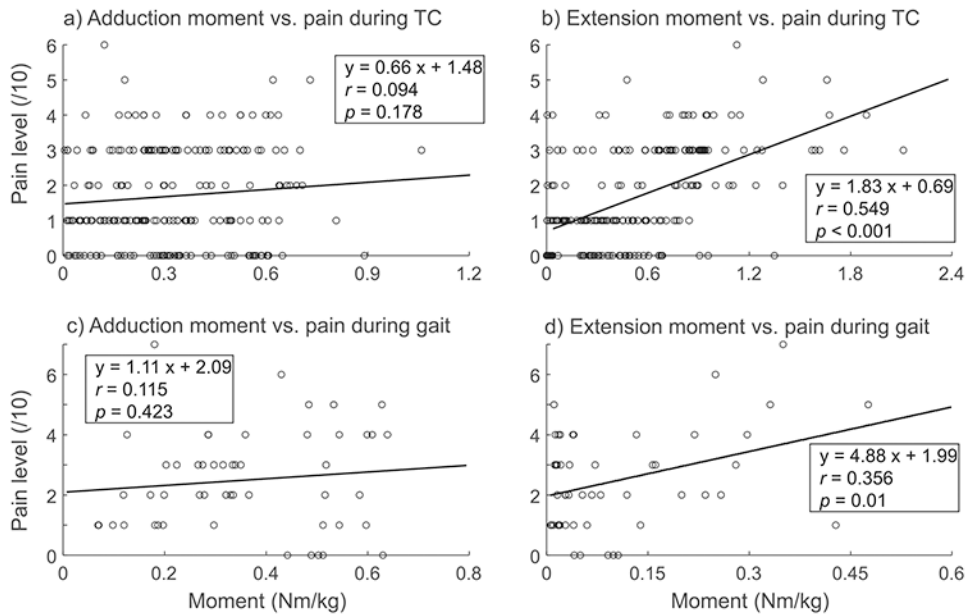 a) Adduction moment vs. pain during TC
b) Extension moment vs. pain during TC
Pain level (/10)
6
5
4
3
2
1
0
y = 0.66 x + 1.48
r = 0.094
p = 0.178
0
0.3
0.6
0.9
1.2
6
5
4
3
2
1
0
y = 1.83 x + 0.69
r = 0.549
p < 0.001
0
0.6
1.2
1.8
2.4
c) Adduction moment vs. pain during gait
d) Extension moment vs. pain during gait
Pain level (/10)
6
4
2
0
y = 1.11 x + 2.09
r = 0.115
p = 0.423
0
0.2
0.4
0.6
0.8
Moment (Nm/kg)
6
4
2
0
y = 4.88 x + 1.99
r = 0.356
p = 0.01
0
0.15
0.3
0.45
0.6
Moment (Nm/kg)